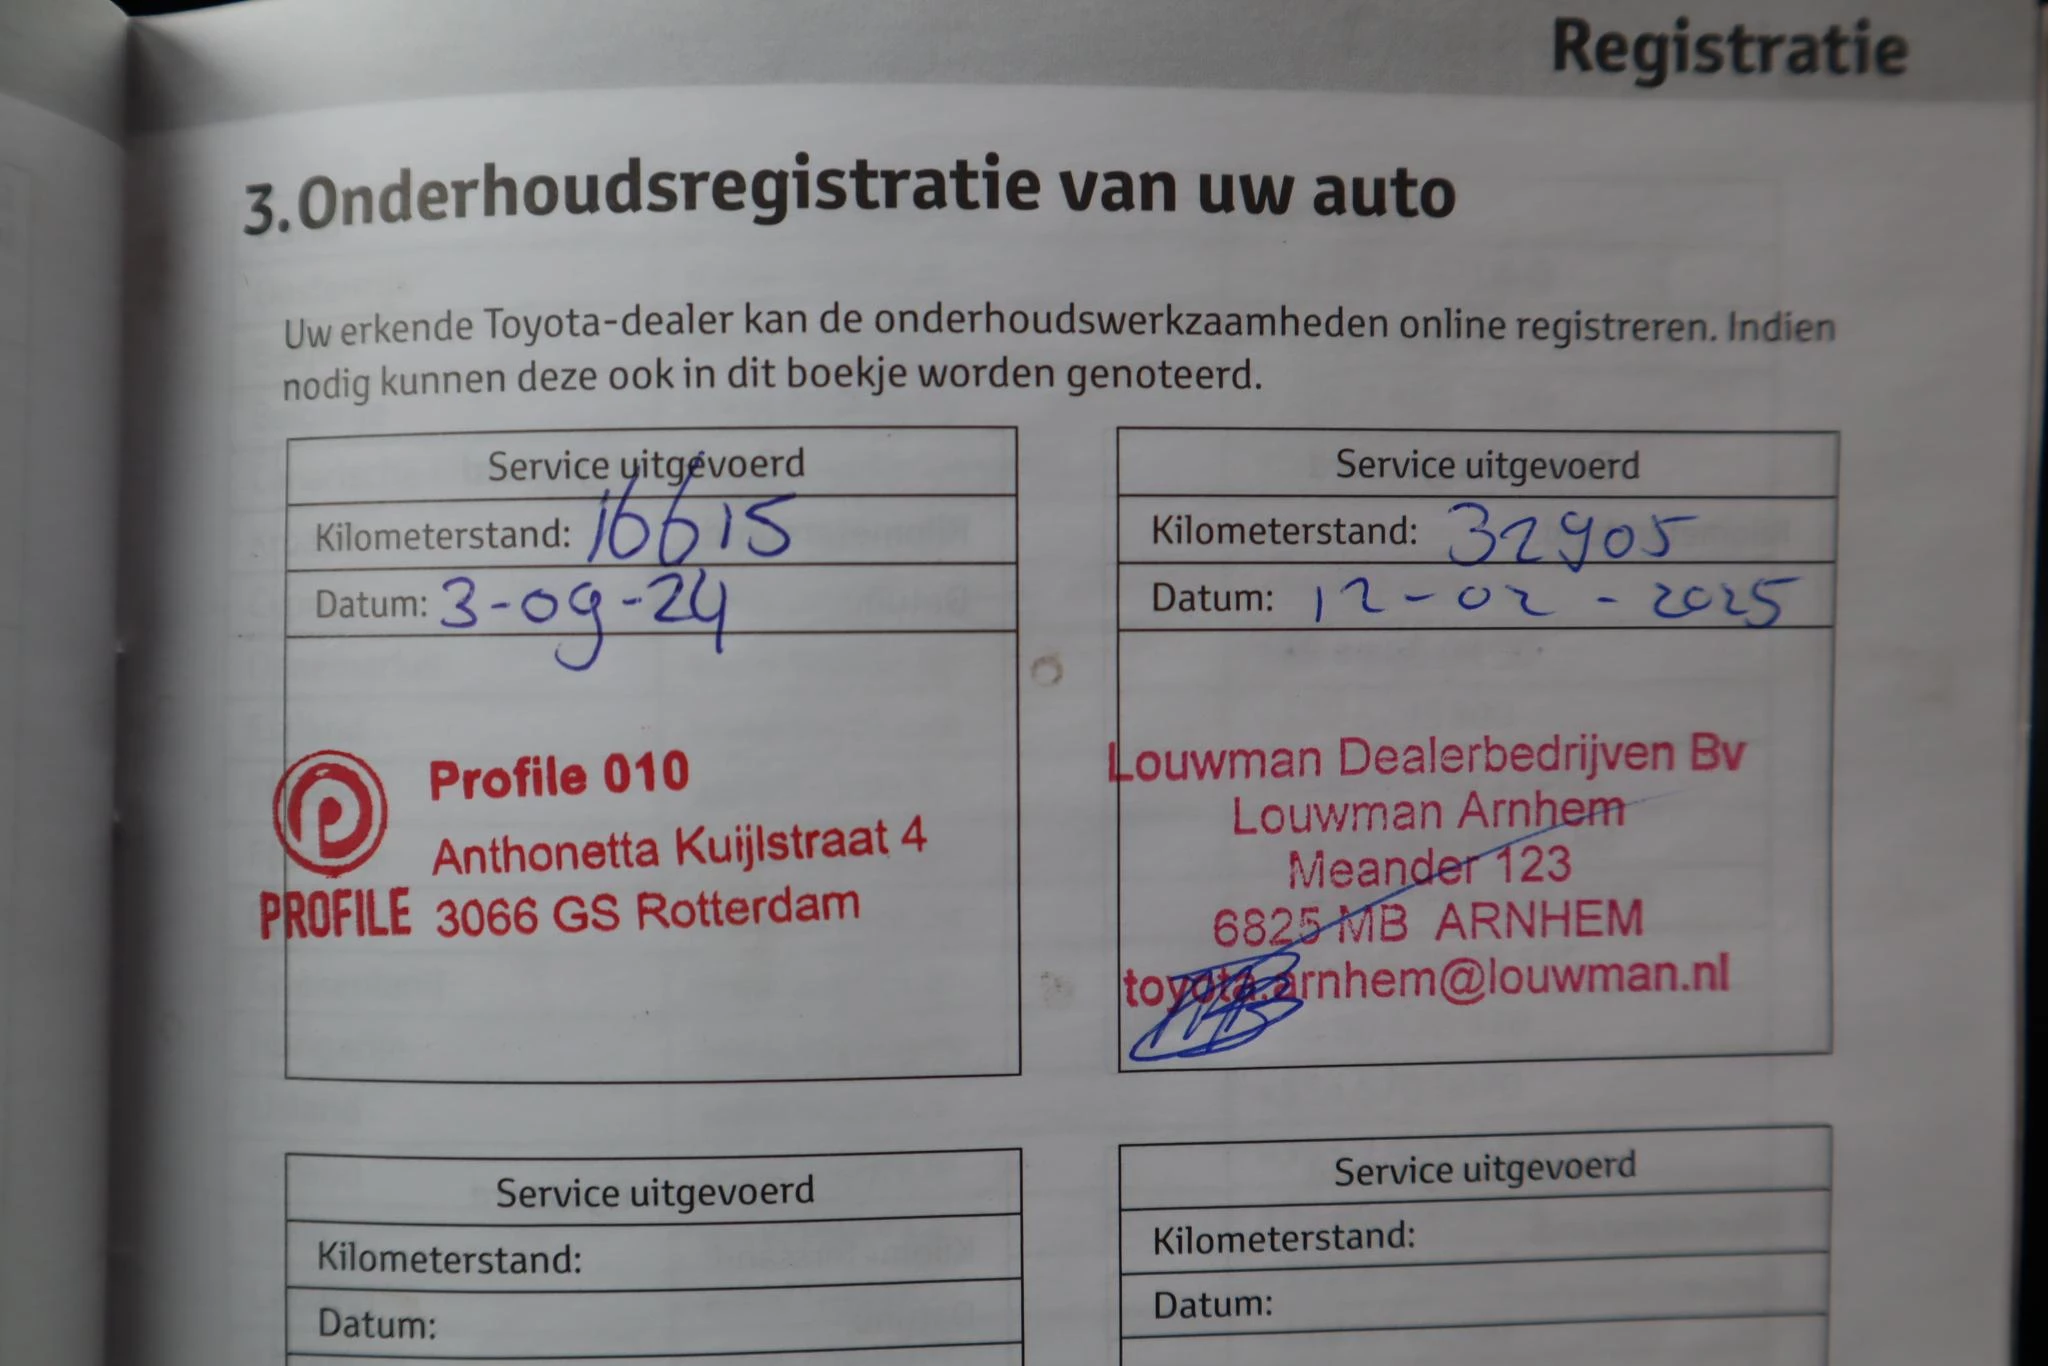 Registratie
3. Onderhoudsregistratie van uw auto
Uw erkende Toyota-dealer kan de onderhoudswerkzaamheden online registreren. Indien
nodig kunnen deze ook in dit boekje worden genoteerd.
Service uitgevoerd
Kilometerstand: 16615
Datum: 3-09-24
PROFILE
Profile 010
Anthonetta Kuijlstraat 4
3066 GS Rotterdam
Service uitgevoerd
Kilometerstand: 32905
Datum: 12-02-2025
Louwman Dealerbedrijven Bv
Louwman Arnhem
Meander 123
6825 MB ARNHEM
toyota.arnhem@louwman.nl
Service uitgevoerd
Kilometerstand:
Datum:
Service uitgevoerd
Kilometerstand:
Datum: